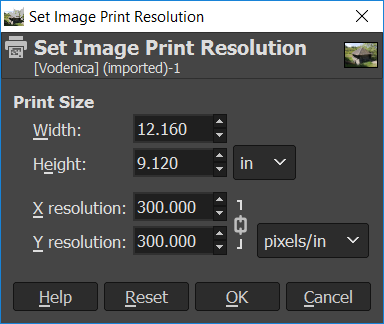 Set Image Print Resolution
Set Image Print Resolution
[Vodenica] (imported)-1
Print Size
Width: 12.160
Height: 9.120 in
X resolution: 300.000
Y resolution: 300.000 pixels/in
Help Reset OK Cancel